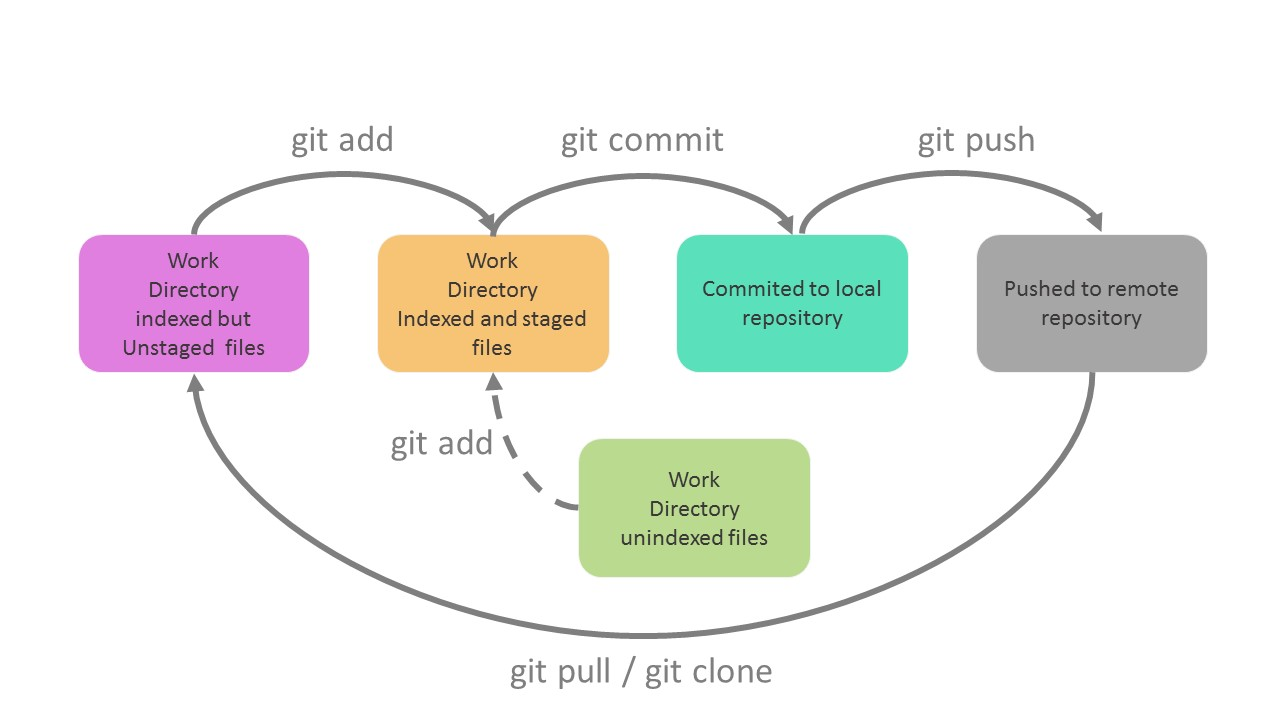 git add
git commit
git push
Work
Directory
indexed but
Unstaged  files
Work
Directory
Indexed and staged
files
Commited to local
repository
Pushed to remote
repository
git add
Work
Directory
unindexed files
git pull / git clone